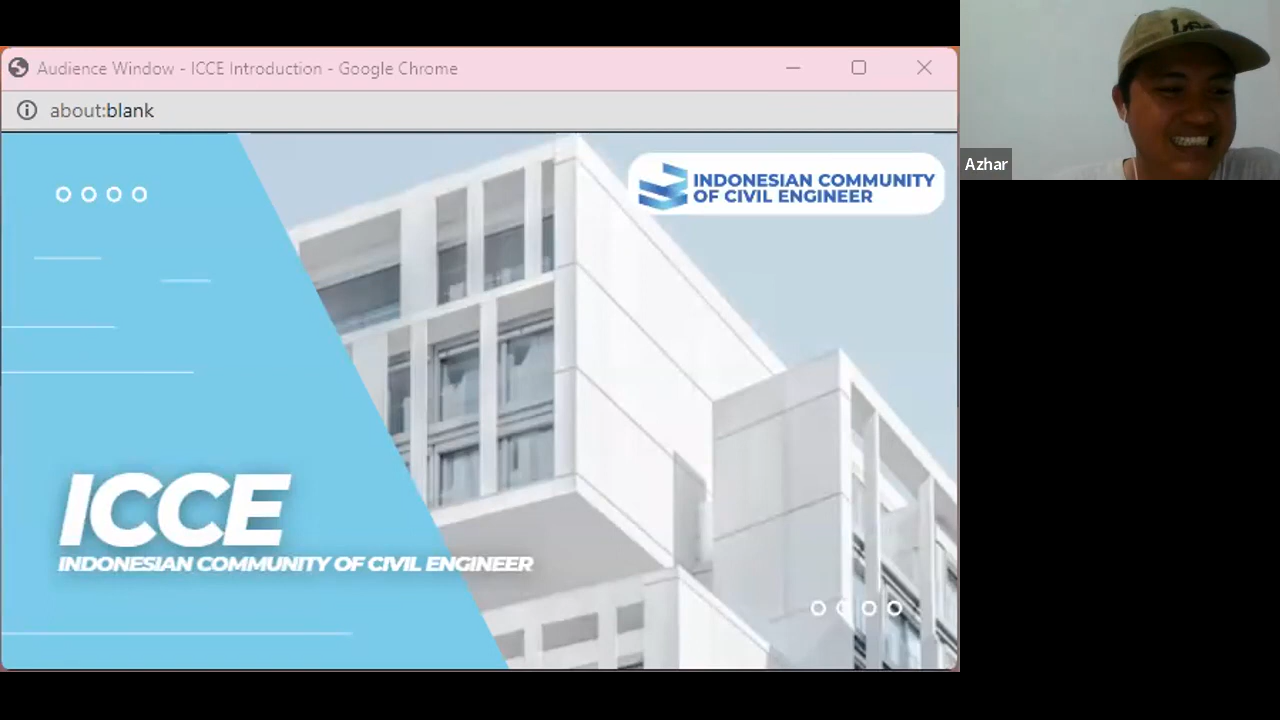 Audience Window - ICCE Introduction - Google Chrome
about:blank
INDONESIAN COMMUNITY
OF CIVIL ENGINEER
ICCE
INDONESIAN COMMUNITY OF CIVIL ENGINEER
Azhar